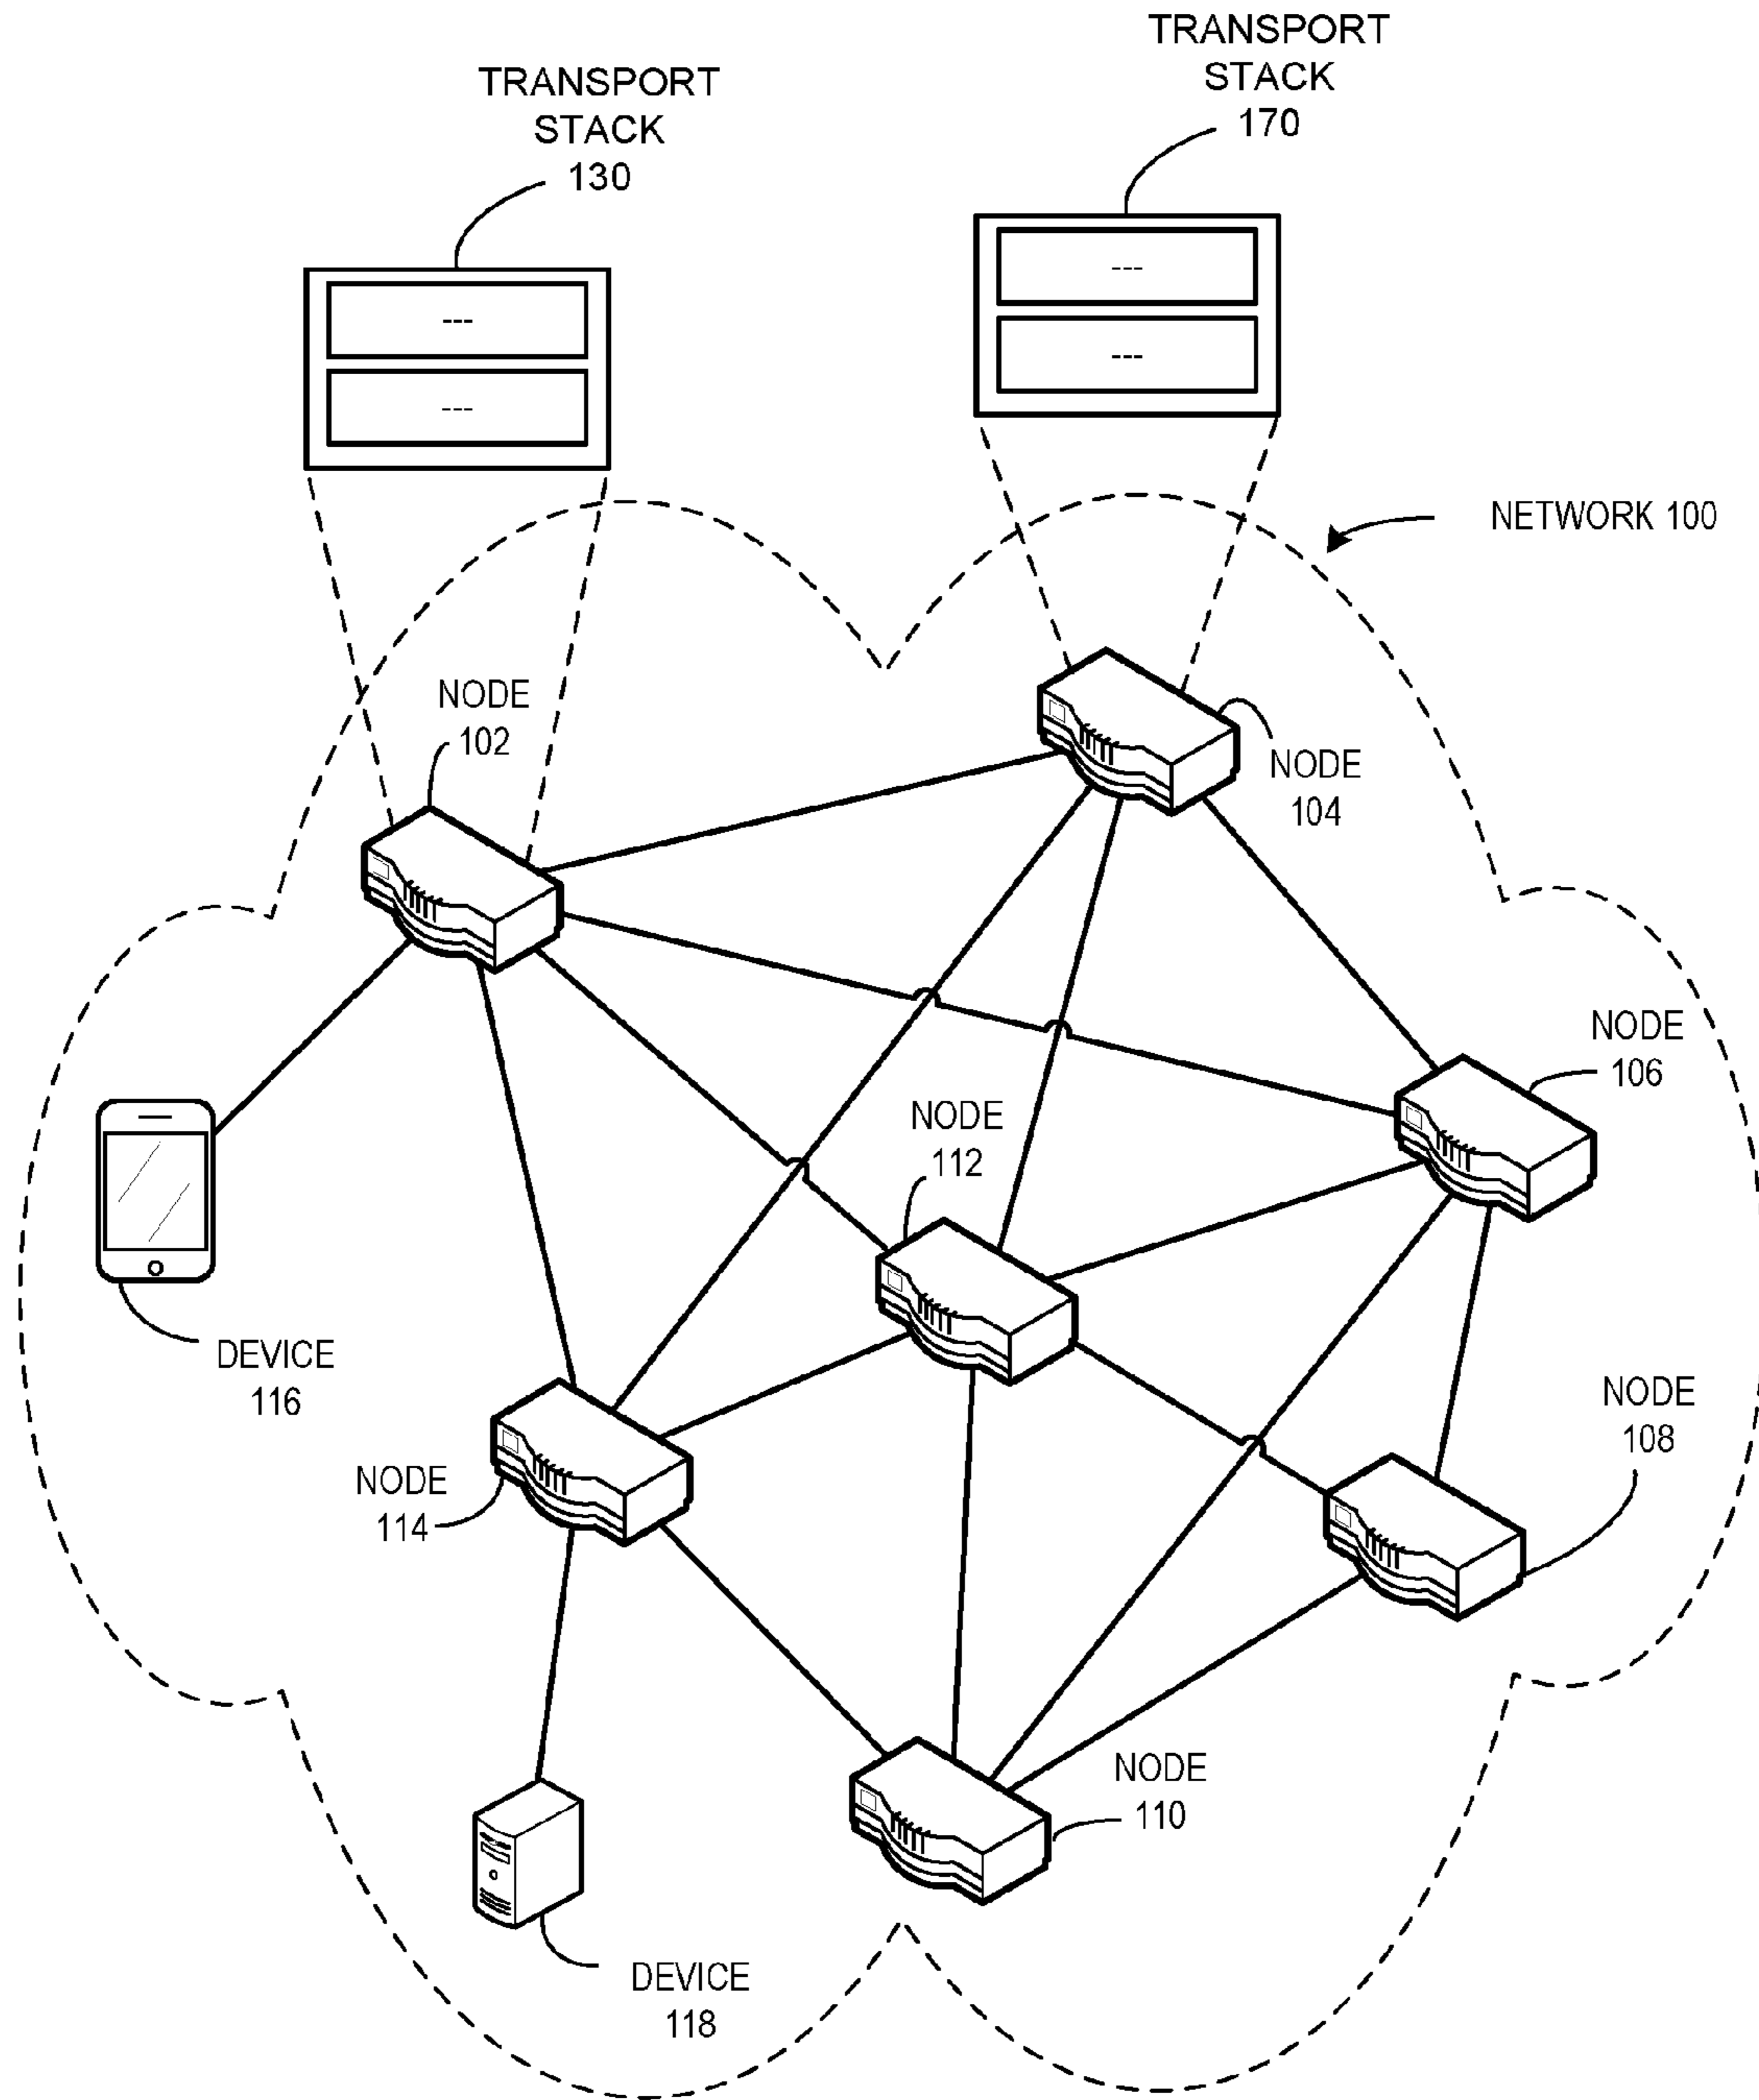 TRANSPORT
STACK
170
TRANSPORT
STACK
130
---
---
---
---
NETWORK 100
NODE
102
NODE
104
NODE
106
NODE
112
DEVICE
116
NODE
108
NODE
114
NODE
110
DEVICE
118